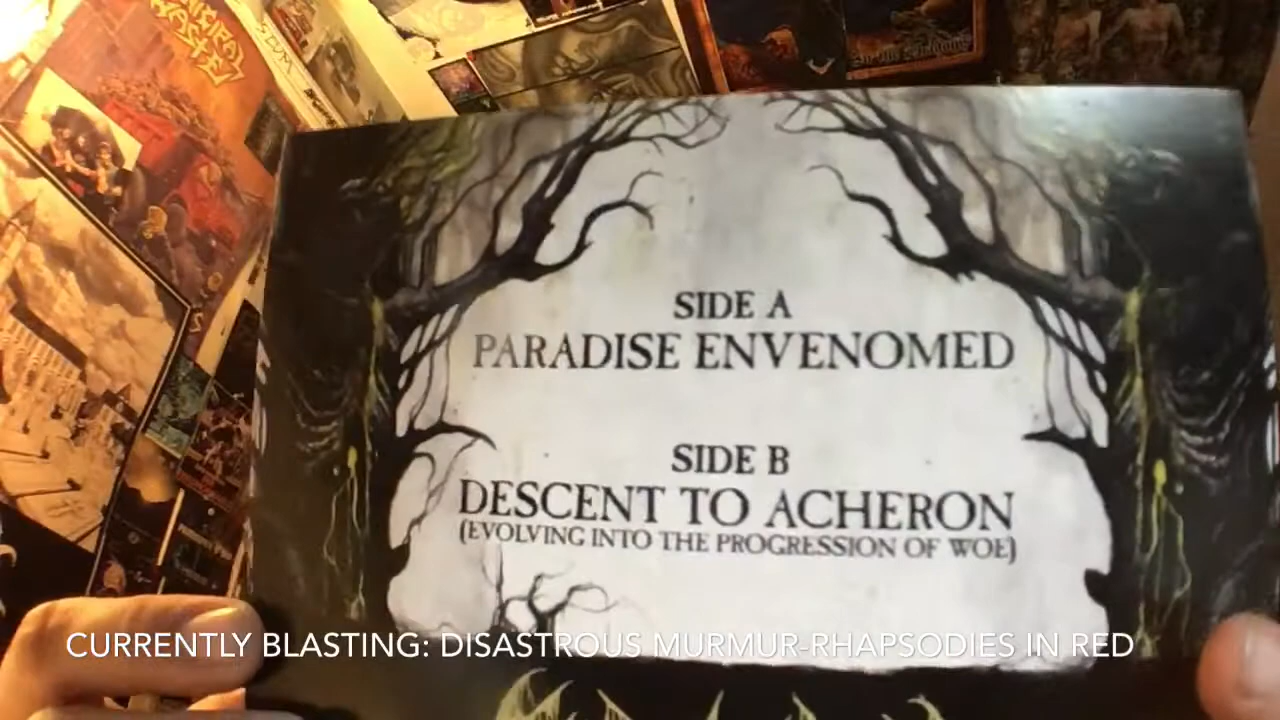 SCUM
SIDE A
PARADISE ENVENOMED
SIDE B
DESCENT TO ACHERON
(EVOLVING INTO THE PROGRESSION OF WOE)
CURRENTLY BLASTING: DISASTROUS MURMUR-RHAPSODIES IN RED